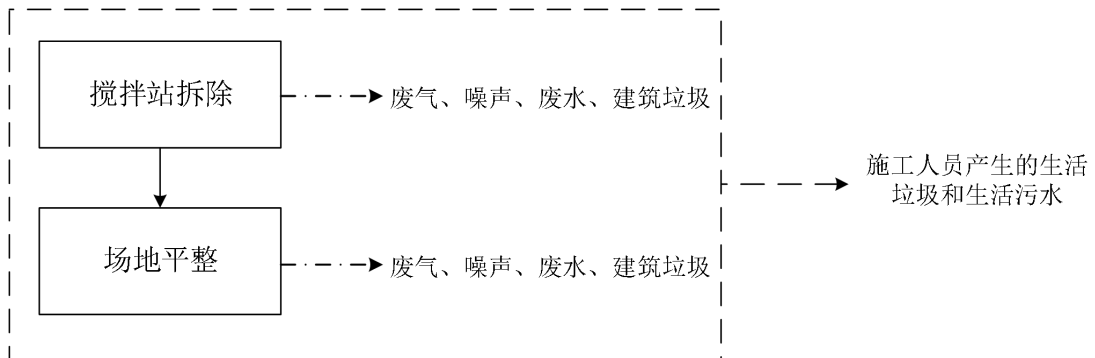 搅拌站拆除
废气、噪声、废水、建筑垃圾
施工人员产生的生活
垃圾和生活污水
场地平整
废气、噪声、废水、建筑垃圾